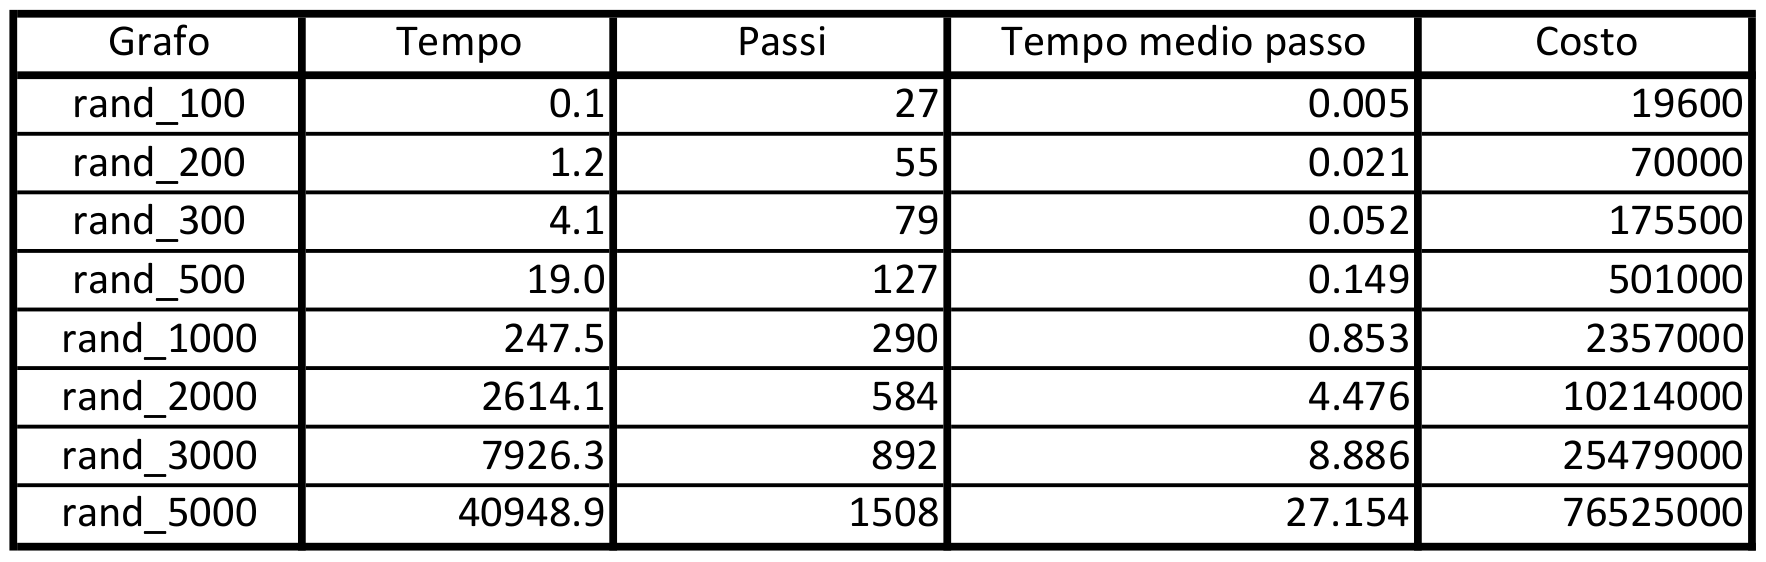 Grafo Tempo Passi Tempo medio passo Costo
rand_100 0.1 27 0.005 19600
rand_200 1.2 55 0.021 70000
rand_300 4.1 79 0.052 175500
rand_500 19.0 127 0.149 501000
rand_1000 247.5 290 0.853 2357000
rand_2000 2614.1 584 4.476 10214000
rand_3000 7926.3 892 8.886 25479000
rand_5000 40948.9 1508 27.154 76525000